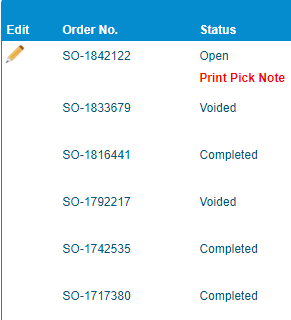 Edit Order No. Status
SO-1842122 Open
Print Pick Note
SO-1833679 Voided
SO-1816441 Completed
SO-1792217 Voided
SO-1742535 Completed
SO-1717380 Completed